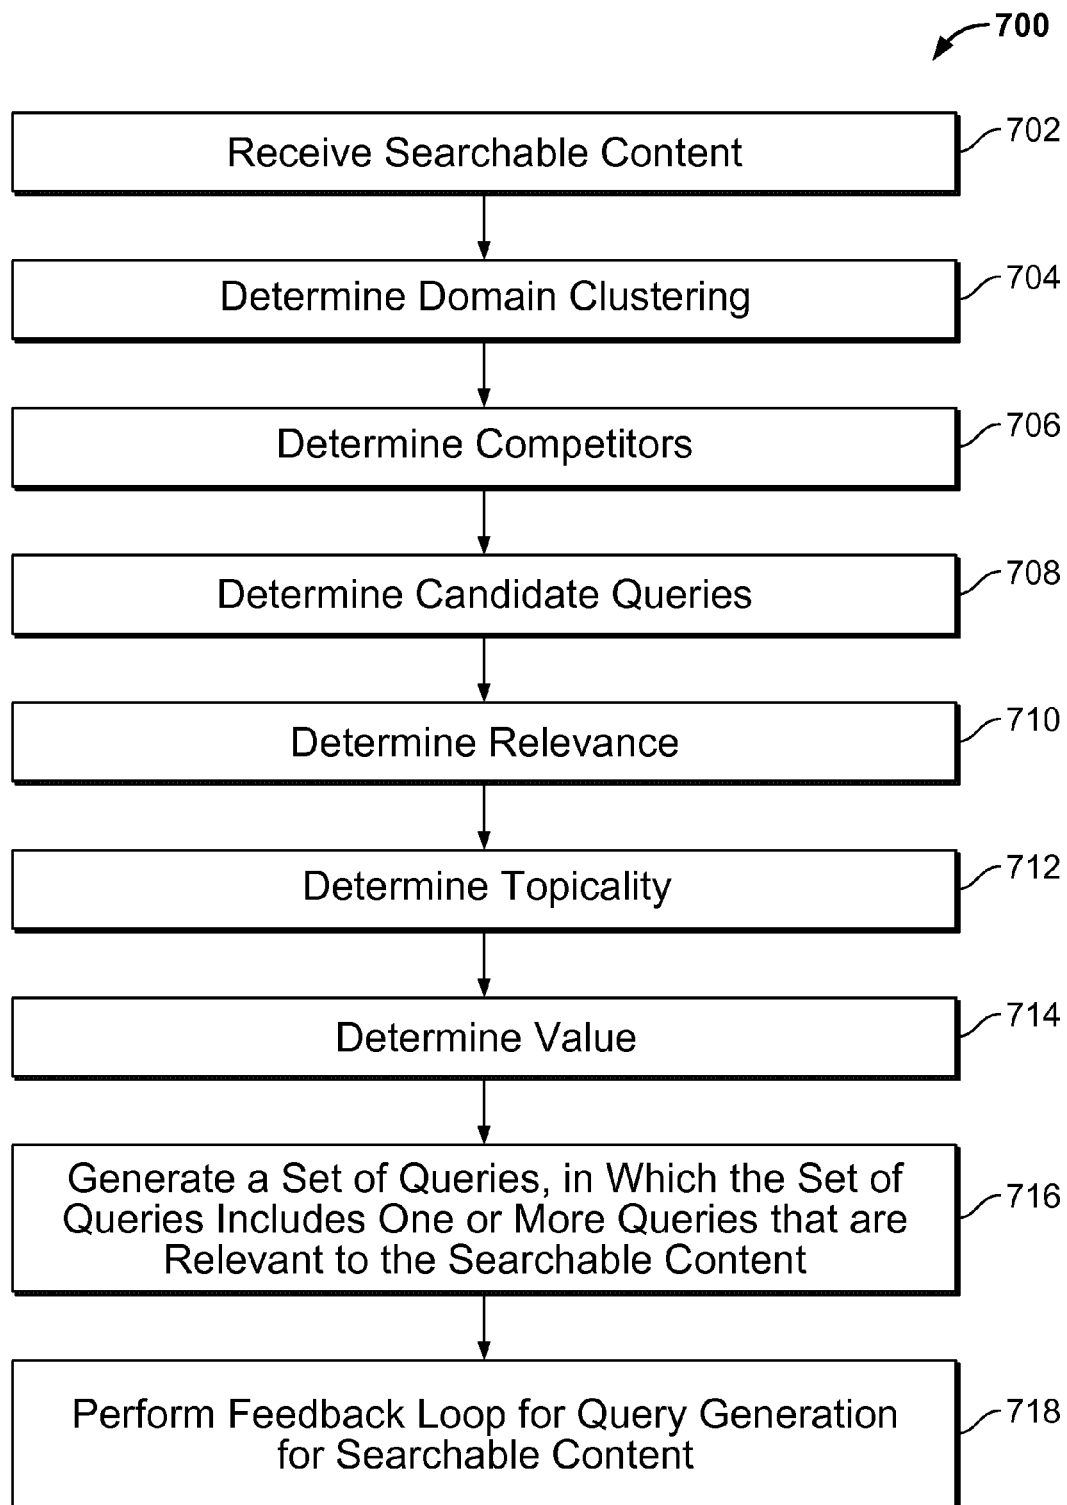 700
Receive Searchable Content
702
Determine Domain Clustering
704
Determine Competitors
706
Determine Candidate Queries
708
Determine Relevance
710
Determine Topicality
712
Determine Value
714
Generate a Set of Queries, in Which the Set of
Queries Includes One or More Queries that are
Relevant to the Searchable Content
716
Perform Feedback Loop for Query Generation
for Searchable Content
718